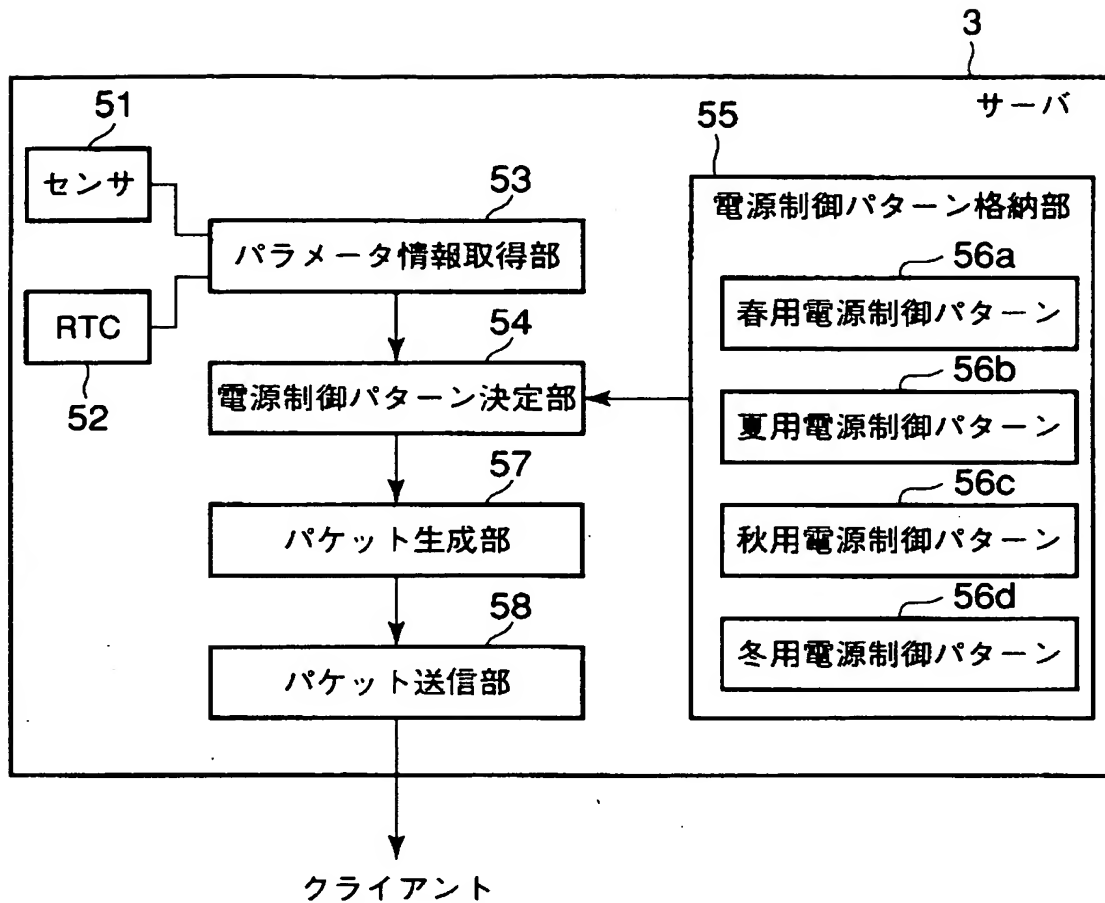 3
サーバ
51
センサ
55
53
電源制御パターン格納部
パラメータ情報取得部
56a
春用電源制御パターン
RTC
52
54
電源制御パターン決定部
56b
夏用電源制御パターン
57
パケット生成部
56c
秋用電源制御パターン
58
パケット送信部
56d
冬用電源制御パターン
クライアント